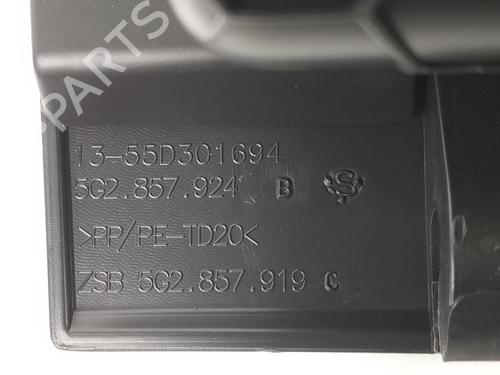 PARTS
13-55D301694
5G2.857.924 B S
>PP/PE-TD20<
ZSB 5G2.857.919 C